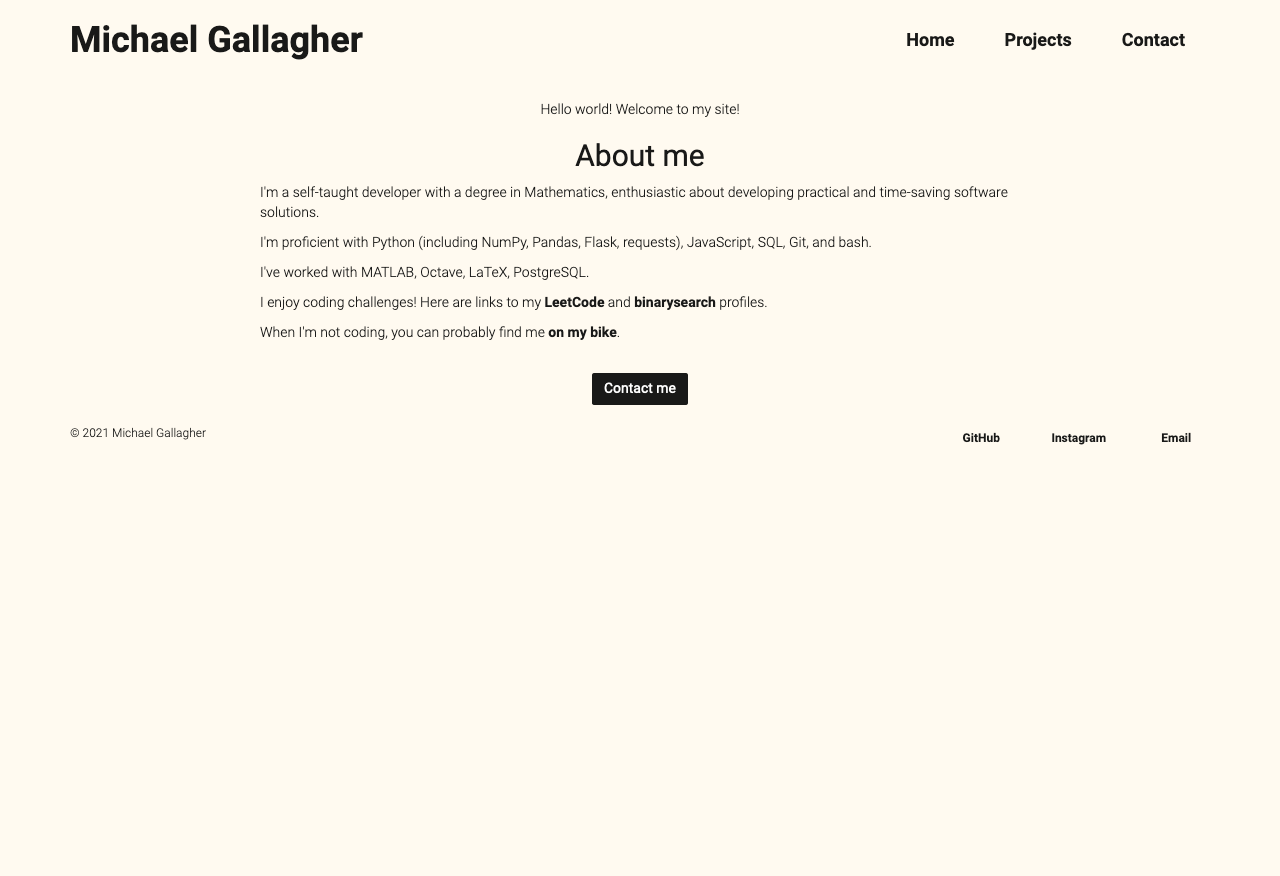 Michael Gallagher
Home
Projects
Contact
Hello world! Welcome to my site!
About me
I'm a self-taught developer with a degree in Mathematics, enthusiastic about developing practical and time-saving software
solutions.
I'm proficient with Python (including NumPy, Pandas, Flask, requests), JavaScript, SQL, Git, and bash.
I've worked with MATLAB, Octave, LaTeX, PostgreSQL.
I enjoy coding challenges! Here are links to my LeetCode and binarysearch profiles.
When I'm not coding, you can probably find me on my bike.
Contact me
© 2021 Michael Gallagher
GitHub
Instagram
Email